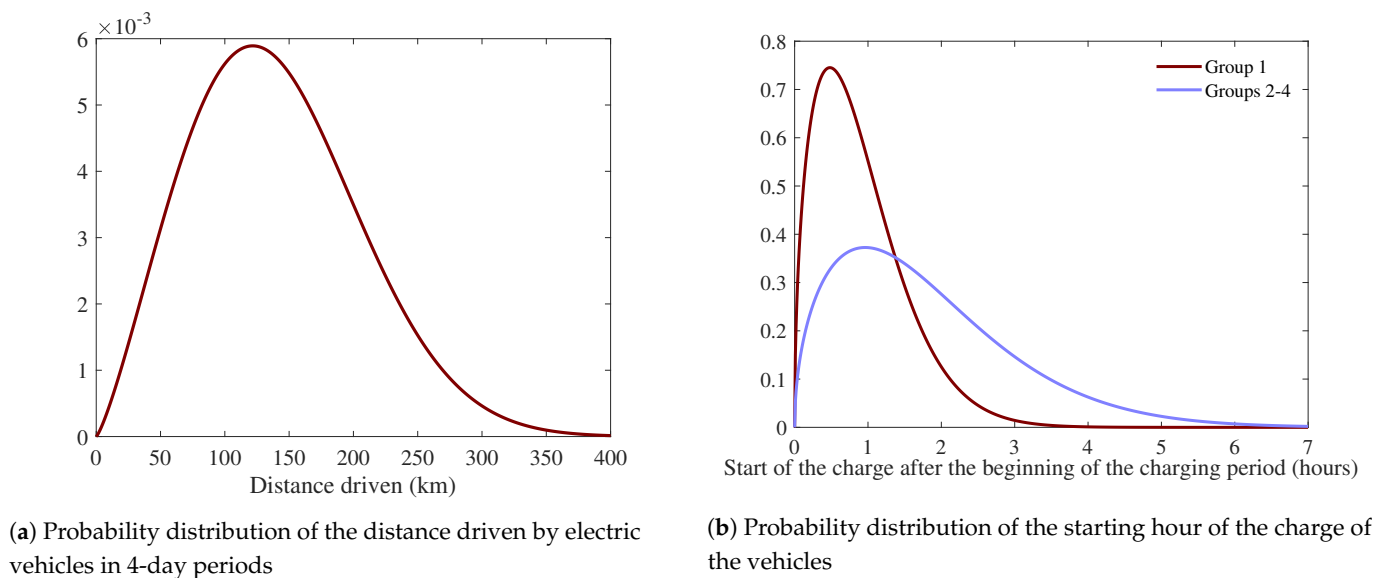 ×10⁻³
6
5
4
3
2
1
0
0 50 100 150 200 250 300 350 400
Distance driven (km)
(a) Probability distribution of the distance driven by electric
vehicles in 4-day periods
0.8
0.7
0.6
0.5
0.4
0.3
0.2
0.1
0
Group 1
Groups 2-4
0 1 2 3 4 5 6 7
Start of the charge after the beginning of the charging period (hours)
(b) Probability distribution of the starting hour of the charge of
the vehicles